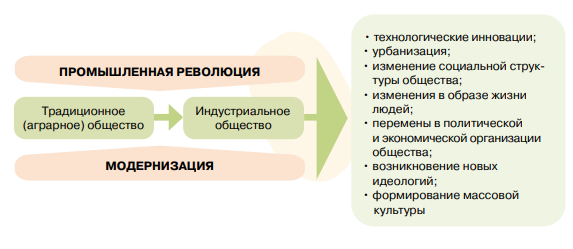 ПРОМЫШЛЕННАЯ РЕВОЛЮЦИЯ
Традиционное
(аграрное) общество
Индустриальное
общество
МОДЕРНИЗАЦИЯ
• технологические инновации;
• урбанизация;
• изменение социальной струк-
туры общества;
• изменения в образе жизни
людей;
• перемены в политической
и экономической организации
общества;
• возникновение новых
идеологий;
• формирование массовой
культуры